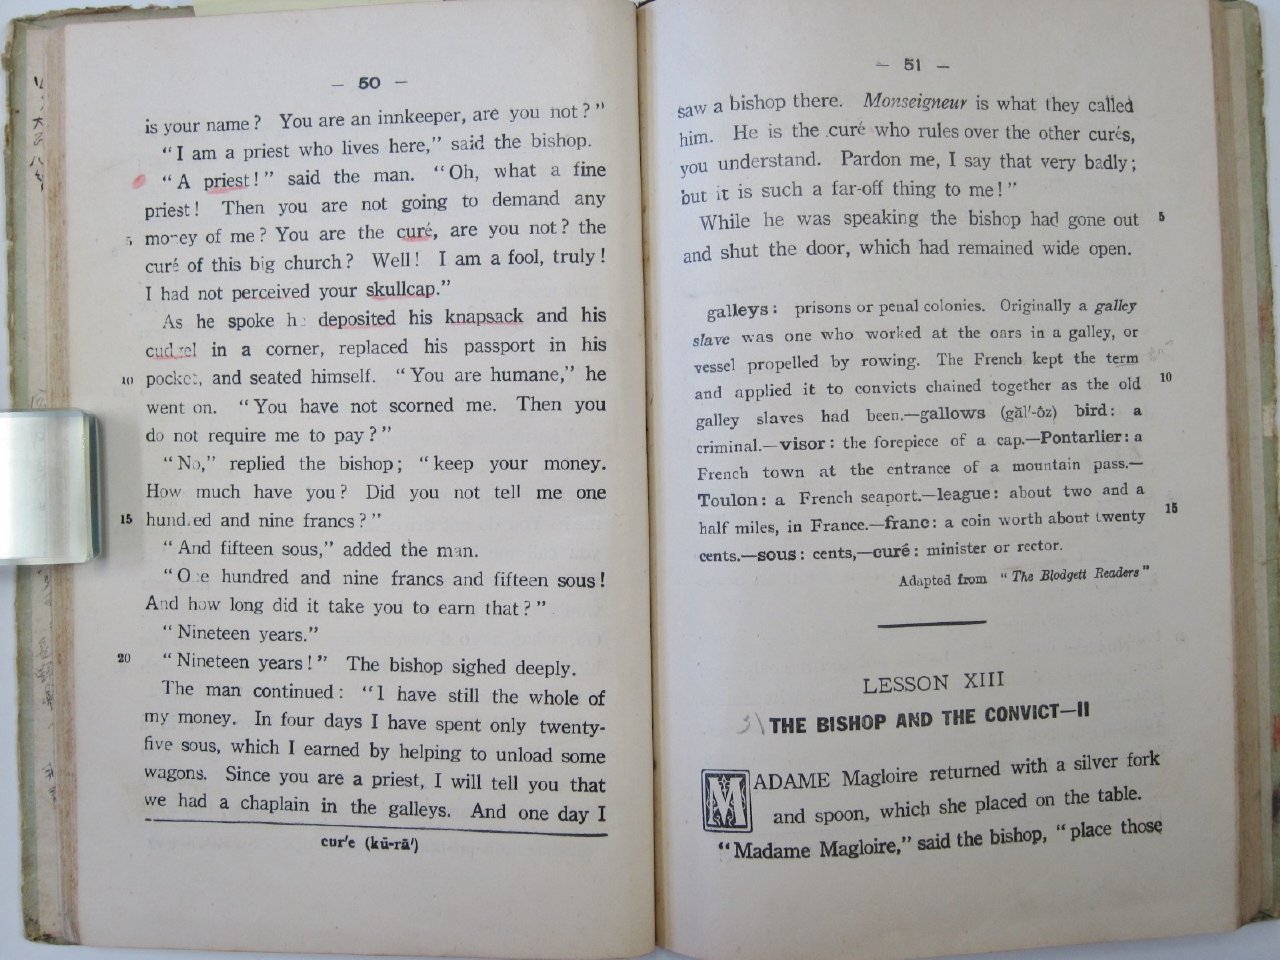 – 50 –
is your name? You are an innkeeper, are you not?"
"I am a priest who lives here," said the bishop.
"A priest!" said the man. "Oh, what a fine
priest! Then you are not going to demand any
5 money of me? You are the curé, are you not? the
curé of this big church? Well! I am a fool, truly!
I had not perceived your skullcap."
As he spoke he deposited his knapsack and his
cudgel in a corner, replaced his passport in his
10 pocket, and seated himself. "You are humane," he
went on. "You have not scorned me. Then you
do not require me to pay?"
"No," replied the bishop; "keep your money.
How much have you? Did you not tell me one
15 hundred and nine francs?"
"And fifteen sous," added the man.
"One hundred and nine francs and fifteen sous!
And how long did it take you to earn that?"
"Nineteen years."
20 "Nineteen years!" The bishop sighed deeply.
The man continued: "I have still the whole of
my money. In four days I have spent only twenty-
five sous, which I earned by helping to unload some
wagons. Since you are a priest, I will tell you that
we had a chaplain in the galleys. And one day I
cur'e (kū-rā')
– 51 –
saw a bishop there. Monseigneur is what they called
him. He is the curé who rules over the other curés,
you understand. Pardon me, I say that very badly;
but it is such a far-off thing to me!"
While he was speaking the bishop had gone out 5
and shut the door, which had remained wide open.
galleys: prisons or penal colonies. Originally a galley
slave was one who worked at the oars in a galley, or
vessel propelled by rowing. The French kept the term
and applied it to convicts chained together as the old 10
galley slaves had been.—gallows (găl'-ôz) bird: a
criminal.—visor: the forepiece of a cap.—Pontarlier: a
French town at the entrance of a mountain pass.—
Toulon: a French seaport.—league: about two and a
half miles, in France.—franc: a coin worth about twenty 15
cents.—sous: cents,—curé: minister or rector.
Adapted from "The Blodgett Readers"
LESSON XIII
THE BISHOP AND THE CONVICT—II
MADAME Magloire returned with a silver fork
and spoon, which she placed on the table.
"Madame Magloire," said the bishop, "place those